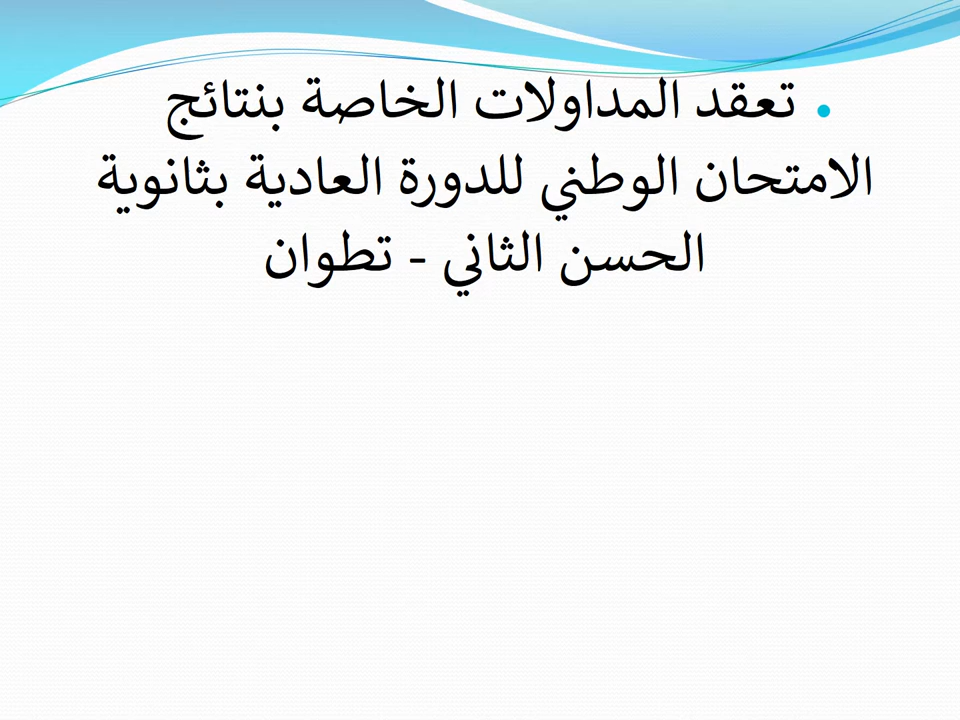 • تعقد المداولات الخاصة بنتائج
الامتحان الوطني للدورة العادية بثانوية
الحسن الثاني - تطوان